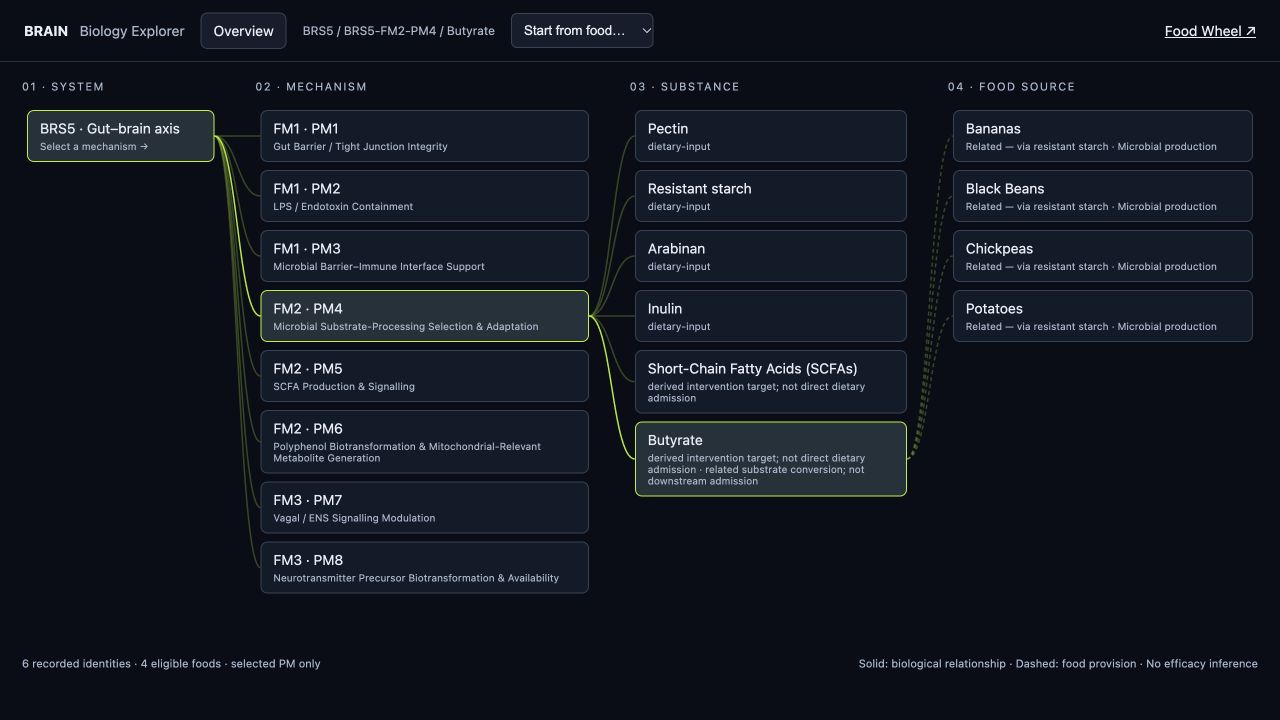 BRAIN Biology Explorer
Overview
BRS5 / BRS5-FM2-PM4 / Butyrate
Start from food…
Food Wheel ↗
01 · SYSTEM
02 · MECHANISM
03 · SUBSTANCE
04 · FOOD SOURCE
BRS5 · Gut–brain axis
Select a mechanism →
FM1 · PM1
Gut Barrier / Tight Junction Integrity
FM1 · PM2
LPS / Endotoxin Containment
FM1 · PM3
Microbial Barrier–Immune Interface Support
FM2 · PM4
Microbial Substrate-Processing Selection & Adaptation
FM2 · PM5
SCFA Production & Signalling
FM2 · PM6
Polyphenol Biotransformation & Mitochondrial-Relevant
Metabolite Generation
FM3 · PM7
Vagal / ENS Signalling Modulation
FM3 · PM8
Neurotransmitter Precursor Biotransformation & Availability
Pectin
dietary-input
Resistant starch
dietary-input
Arabinan
dietary-input
Inulin
dietary-input
Short-Chain Fatty Acids (SCFAs)
derived intervention target; not direct dietary
admission
Butyrate
derived intervention target; not direct dietary
admission · related substrate conversion; not
downstream admission
Bananas
Related — via resistant starch · Microbial production
Black Beans
Related — via resistant starch · Microbial production
Chickpeas
Related — via resistant starch · Microbial production
Potatoes
Related — via resistant starch · Microbial production
6 recorded identities · 4 eligible foods · selected PM only
Solid: biological relationship · Dashed: food provision · No efficacy inference